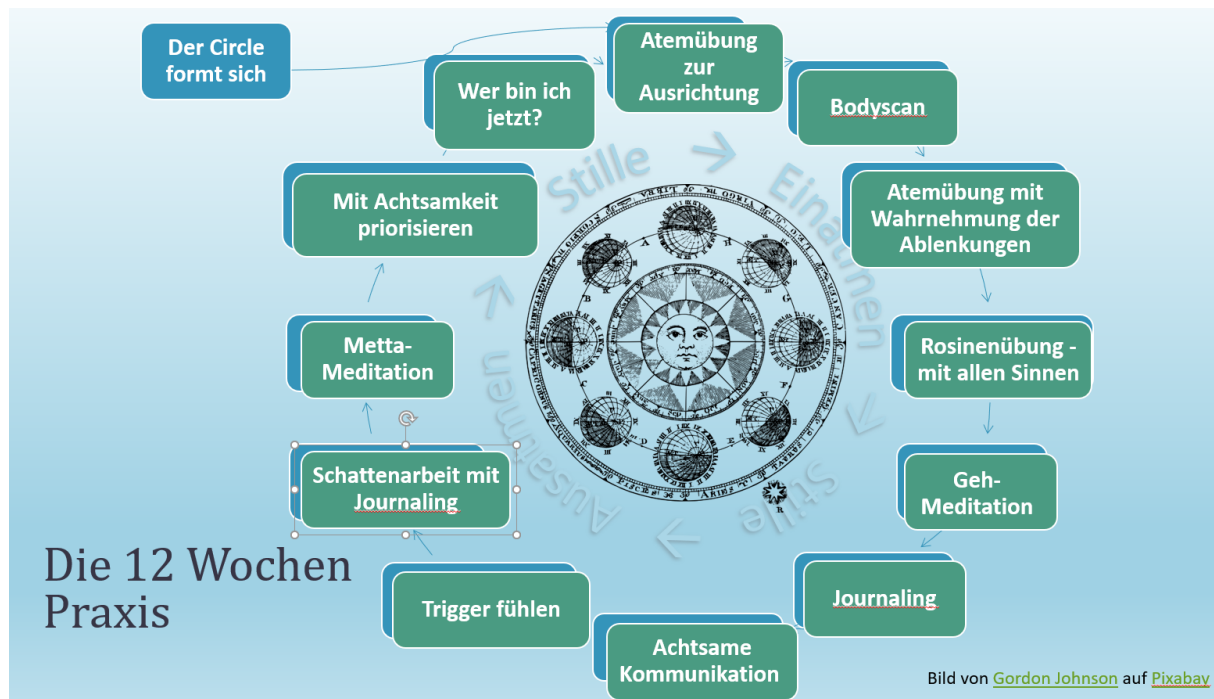 Der Circle
formt sich
Atemübung
zur
Ausrichtung
Bodyscan
Atemübung mit
Wahrnehmung der
Ablenkungen
Rosinenübung -
mit allen Sinnen
Geh-
Meditation
Journaling
Achtsame
Kommunikation
Trigger fühlen
Schattenarbeit mit
Journaling
Metta-
Meditation
Mit Achtsamkeit
priorisieren
Wer bin ich
jetzt?
Stille → Einatmen → Stille → Ausatmen →
Die 12 Wochen
Praxis
Bild von Gordon Johnson auf Pixabay